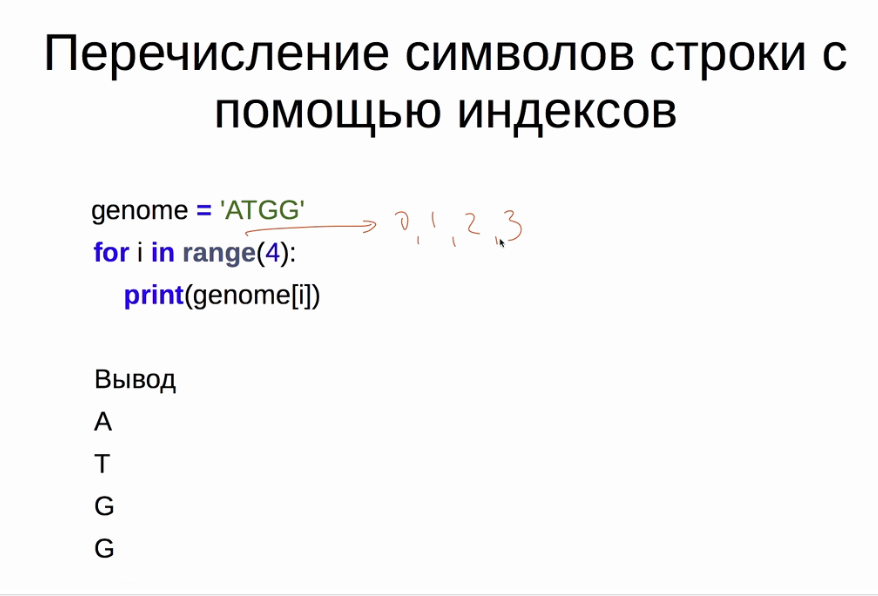 Перечисление символов строки с
помощью индексов
genome = 'ATGG'
0, 1, 2, 3
for i in range(4):
print(genome[i])
Вывод
A
T
G
G